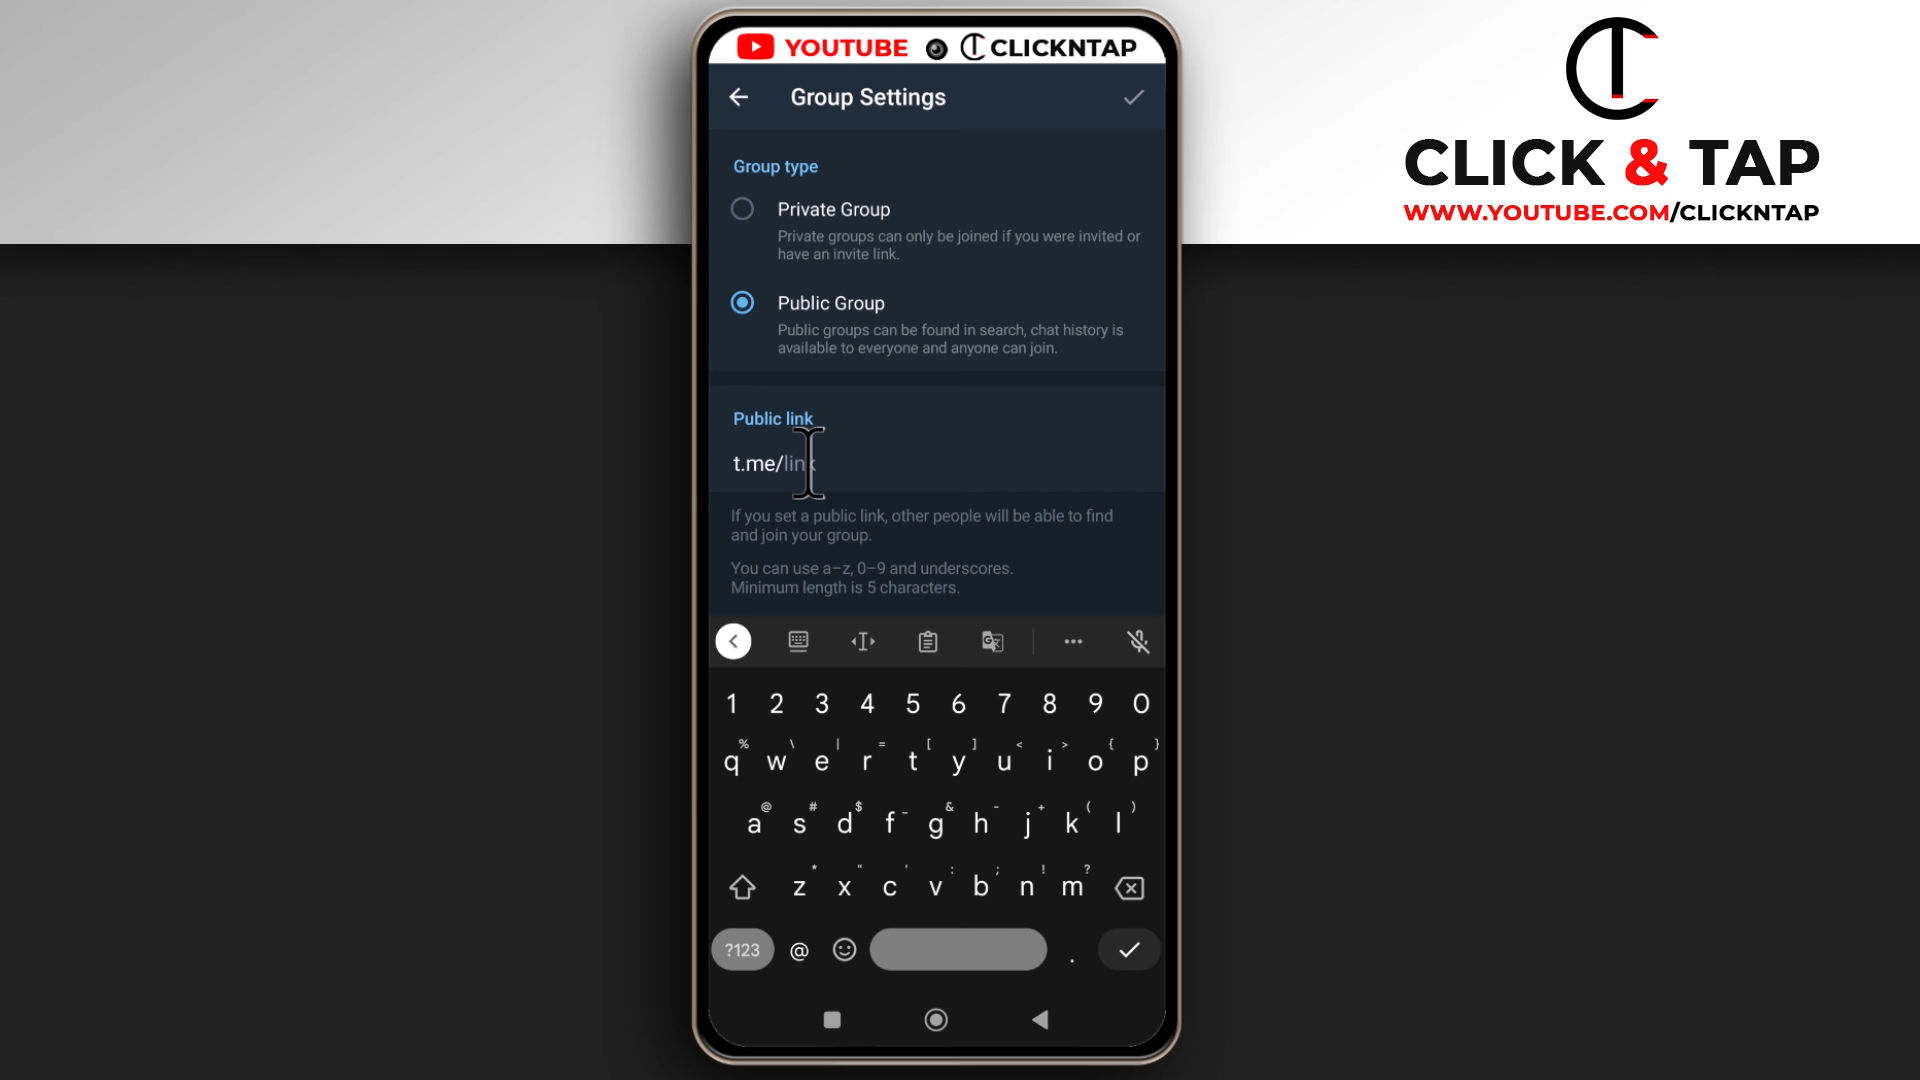 YOUTUBE CLICKNTAP
CLICK & TAP
WWW.YOUTUBE.COM/CLICKNTAP
Group Settings
Group type
Private Group
Private groups can only be joined if you were invited or
have an invite link.
Public Group
Public groups can be found in search, chat history is
available to everyone and anyone can join.
Public link
t.me/link
If you set a public link, other people will be able to find
and join your group.
You can use a–z, 0–9 and underscores.
Minimum length is 5 characters.
1 2 3 4 5 6 7 8 9 0
% \ | = [ ] < > { }
q w e r t y u i o p
@ # $ _ & - + ( )
a s d f g h j k l
* " ' : ; ! ?
z x c v b n m
?123 @ .